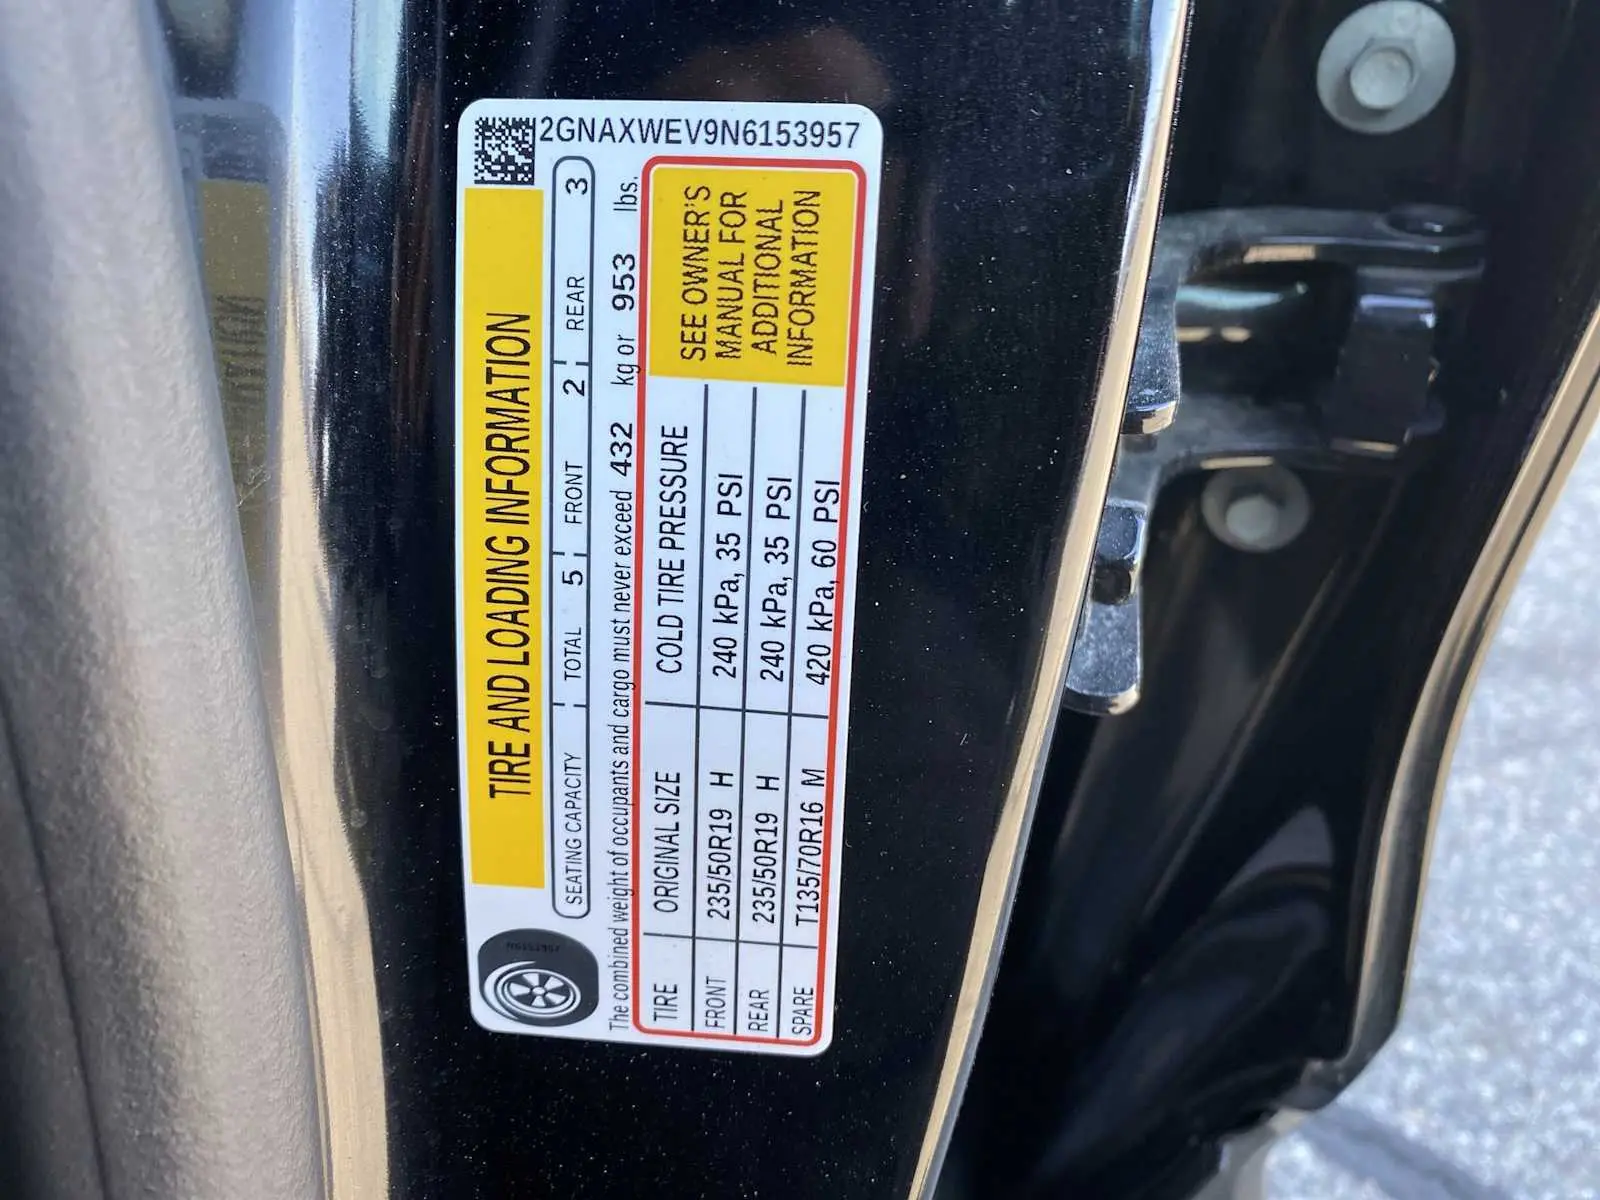 2GNAXWEV9N6153957
TIRE AND LOADING INFORMATION
SEATING CAPACITY TOTAL 5 FRONT 2 REAR 3
The combined weight of occupants and cargo must never exceed 432 kg or 953 lbs.
TIRE ORIGINAL SIZE COLD TIRE PRESSURE
FRONT 235/50R19 H 240 kPa, 35 PSI
REAR 235/50R19 H 240 kPa, 35 PSI
SPARE T135/70R16 M 420 kPa, 60 PSI
SEE OWNER'S
MANUAL FOR
ADDITIONAL
INFORMATION